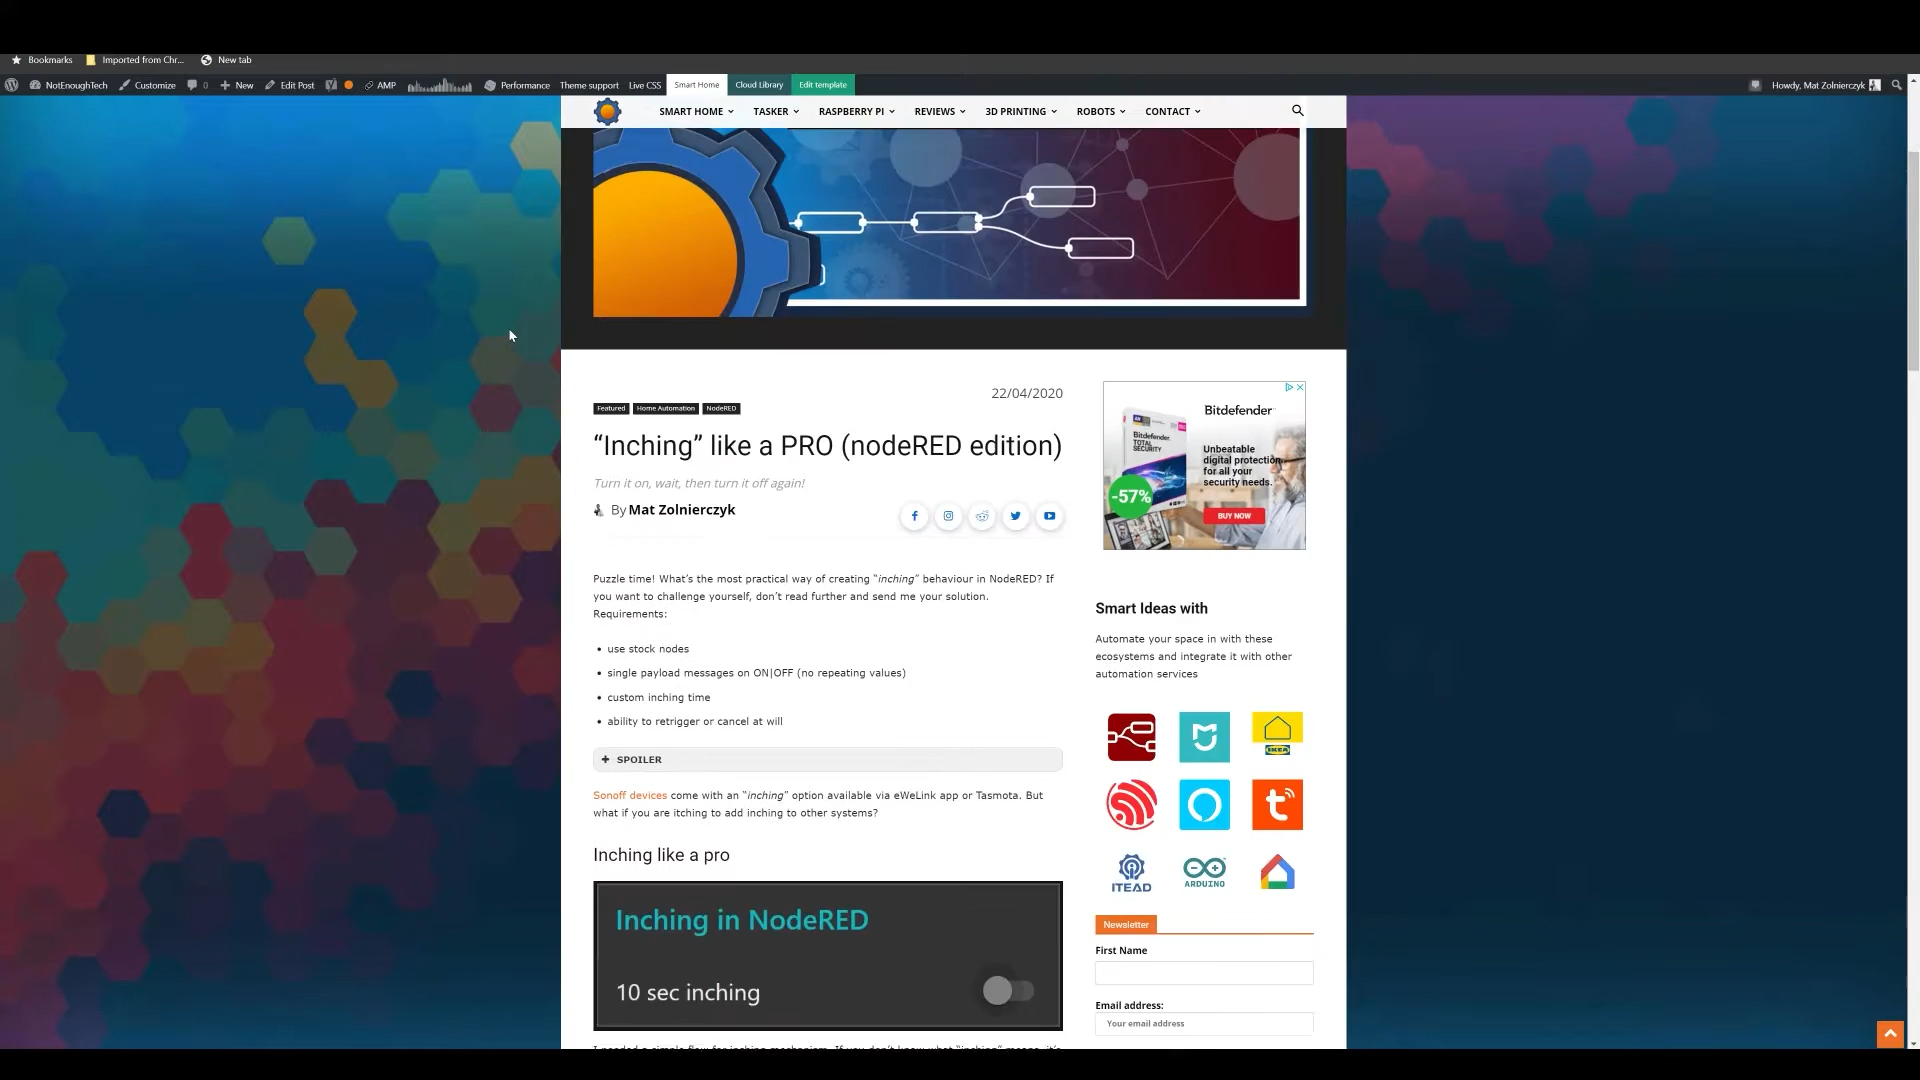 Bookmarks Imported from Chr... New tab
NotEnoughTech Customize 0 New Edit Post AMP Performance Theme support Live CSS Smart Home Cloud Library Edit template Howdy, Mat Zolnierczyk
SMART HOME TASKER RASPBERRY PI REVIEWS 3D PRINTING ROBOTS CONTACT
22/04/2020
Featured Home Automation NodeRED
“Inching” like a PRO (nodeRED edition)
Turn it on, wait, then turn it off again!
By Mat Zolnierczyk
Puzzle time! What’s the most practical way of creating “inching” behaviour in NodeRED? If
you want to challenge yourself, don’t read further and send me your solution.
Requirements:
use stock nodes
single payload messages on ON|OFF (no repeating values)
custom inching time
ability to retrigger or cancel at will
SPOILER
Sonoff devices come with an “inching” option available via eWeLink app or Tasmota. But
what if you are itching to add inching to other systems?
Inching like a pro
Inching in NodeRED
10 sec inching
Bitdefender
Bitdefender
TOTAL
SECURITY
Unbeatable
digital protection
for all your
security needs.
-57%
BUY NOW
Smart Ideas with
Automate your space in with these
ecosystems and integrate it with other
automation services
IKEA
ITEAD ARDUINO
Newsletter
First Name
Email address:
Your email address